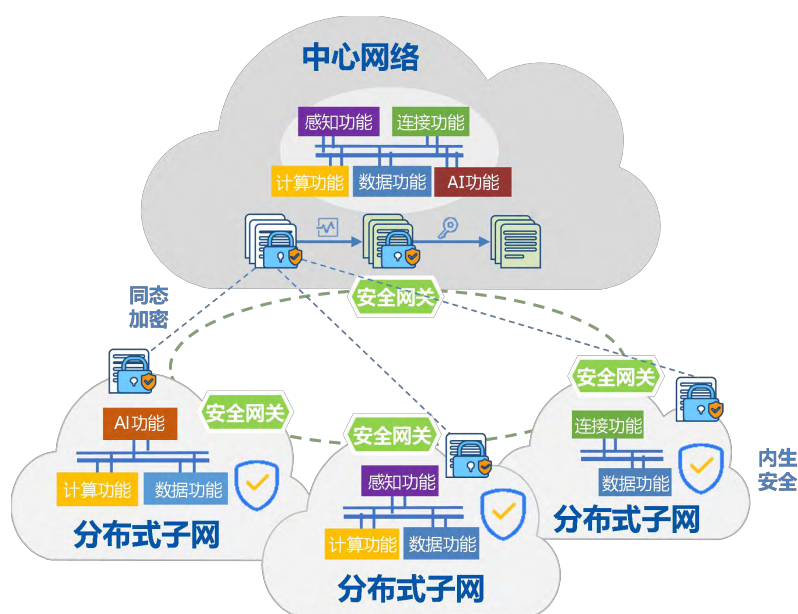 中心网络
感知功能
连接功能
计算功能
数据功能
AI功能
同态
加密
安全网关
安全网关
安全网关
安全网关
AI功能
计算功能
数据功能
分布式子网
感知功能
计算功能
数据功能
分布式子网
连接功能
数据功能
分布式子网
内生
安全